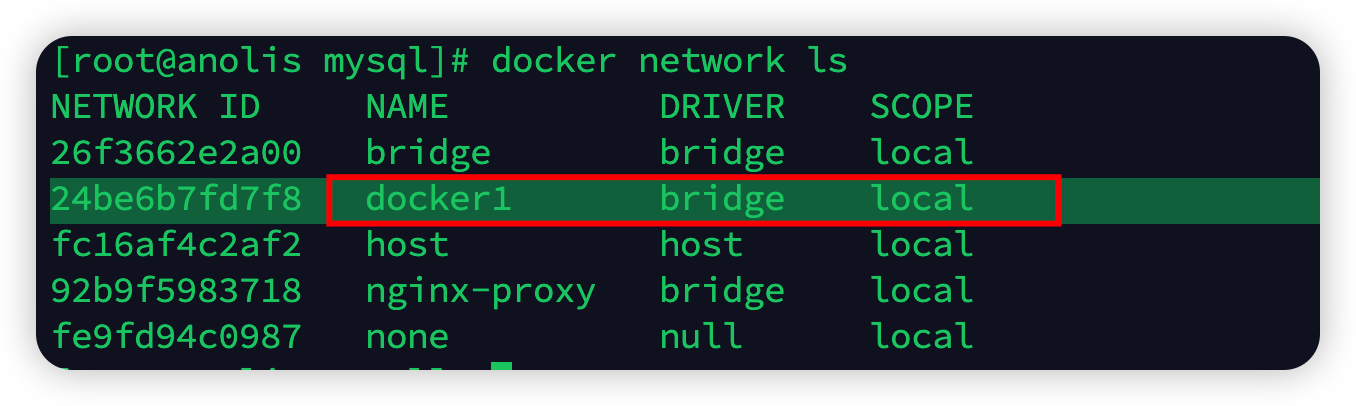 [root@anolis mysql]# docker network ls
NETWORK ID NAME DRIVER SCOPE
26f3662e2a00 bridge bridge local
24be6b7fd7f8 docker1 bridge local
fc16af4c2af2 host host local
92b9f5983718 nginx-proxy bridge local
fe9fd94c0987 none null local